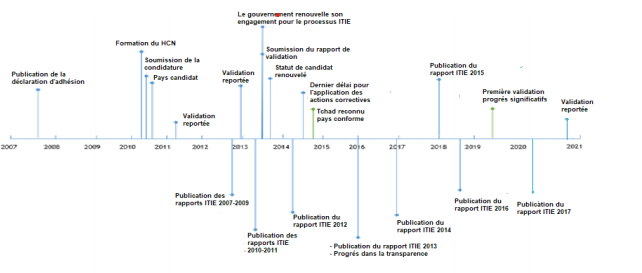 Le gouvernement renouvelle son
engagement pour le processus ITIE
Formation du HCN
Soumission de la
condidature
Pays candidat
Publication de la
déclaration d'adhésion
Validation
reportée
Validation
reportée
Soumission du rapport de
validation
Statut de candidat
renouvelé
Dernier délai pour
l'application des
actions correctives
Tchad reconnu
pays conforme
Publication du
rapport ITIE 2015
Première validation
progrés significatifs
Validation
reportée
2007 2008 2009 2010 2011 2012 2013 2014 2015 2016 2017 2018 2019 2020 2021
Publication des
rapports ITIE 2007-2009
Publication des
rapports ITIE
- 2010-2011
Publication du
rapport ITIE 2012
- Publication du rapport ITIE 2013
- Progrés dans la transparence
Publication du
rapport ITIE 2014
Publication du
rapport ITIE 2016
Publication du
rapport ITIE 2017